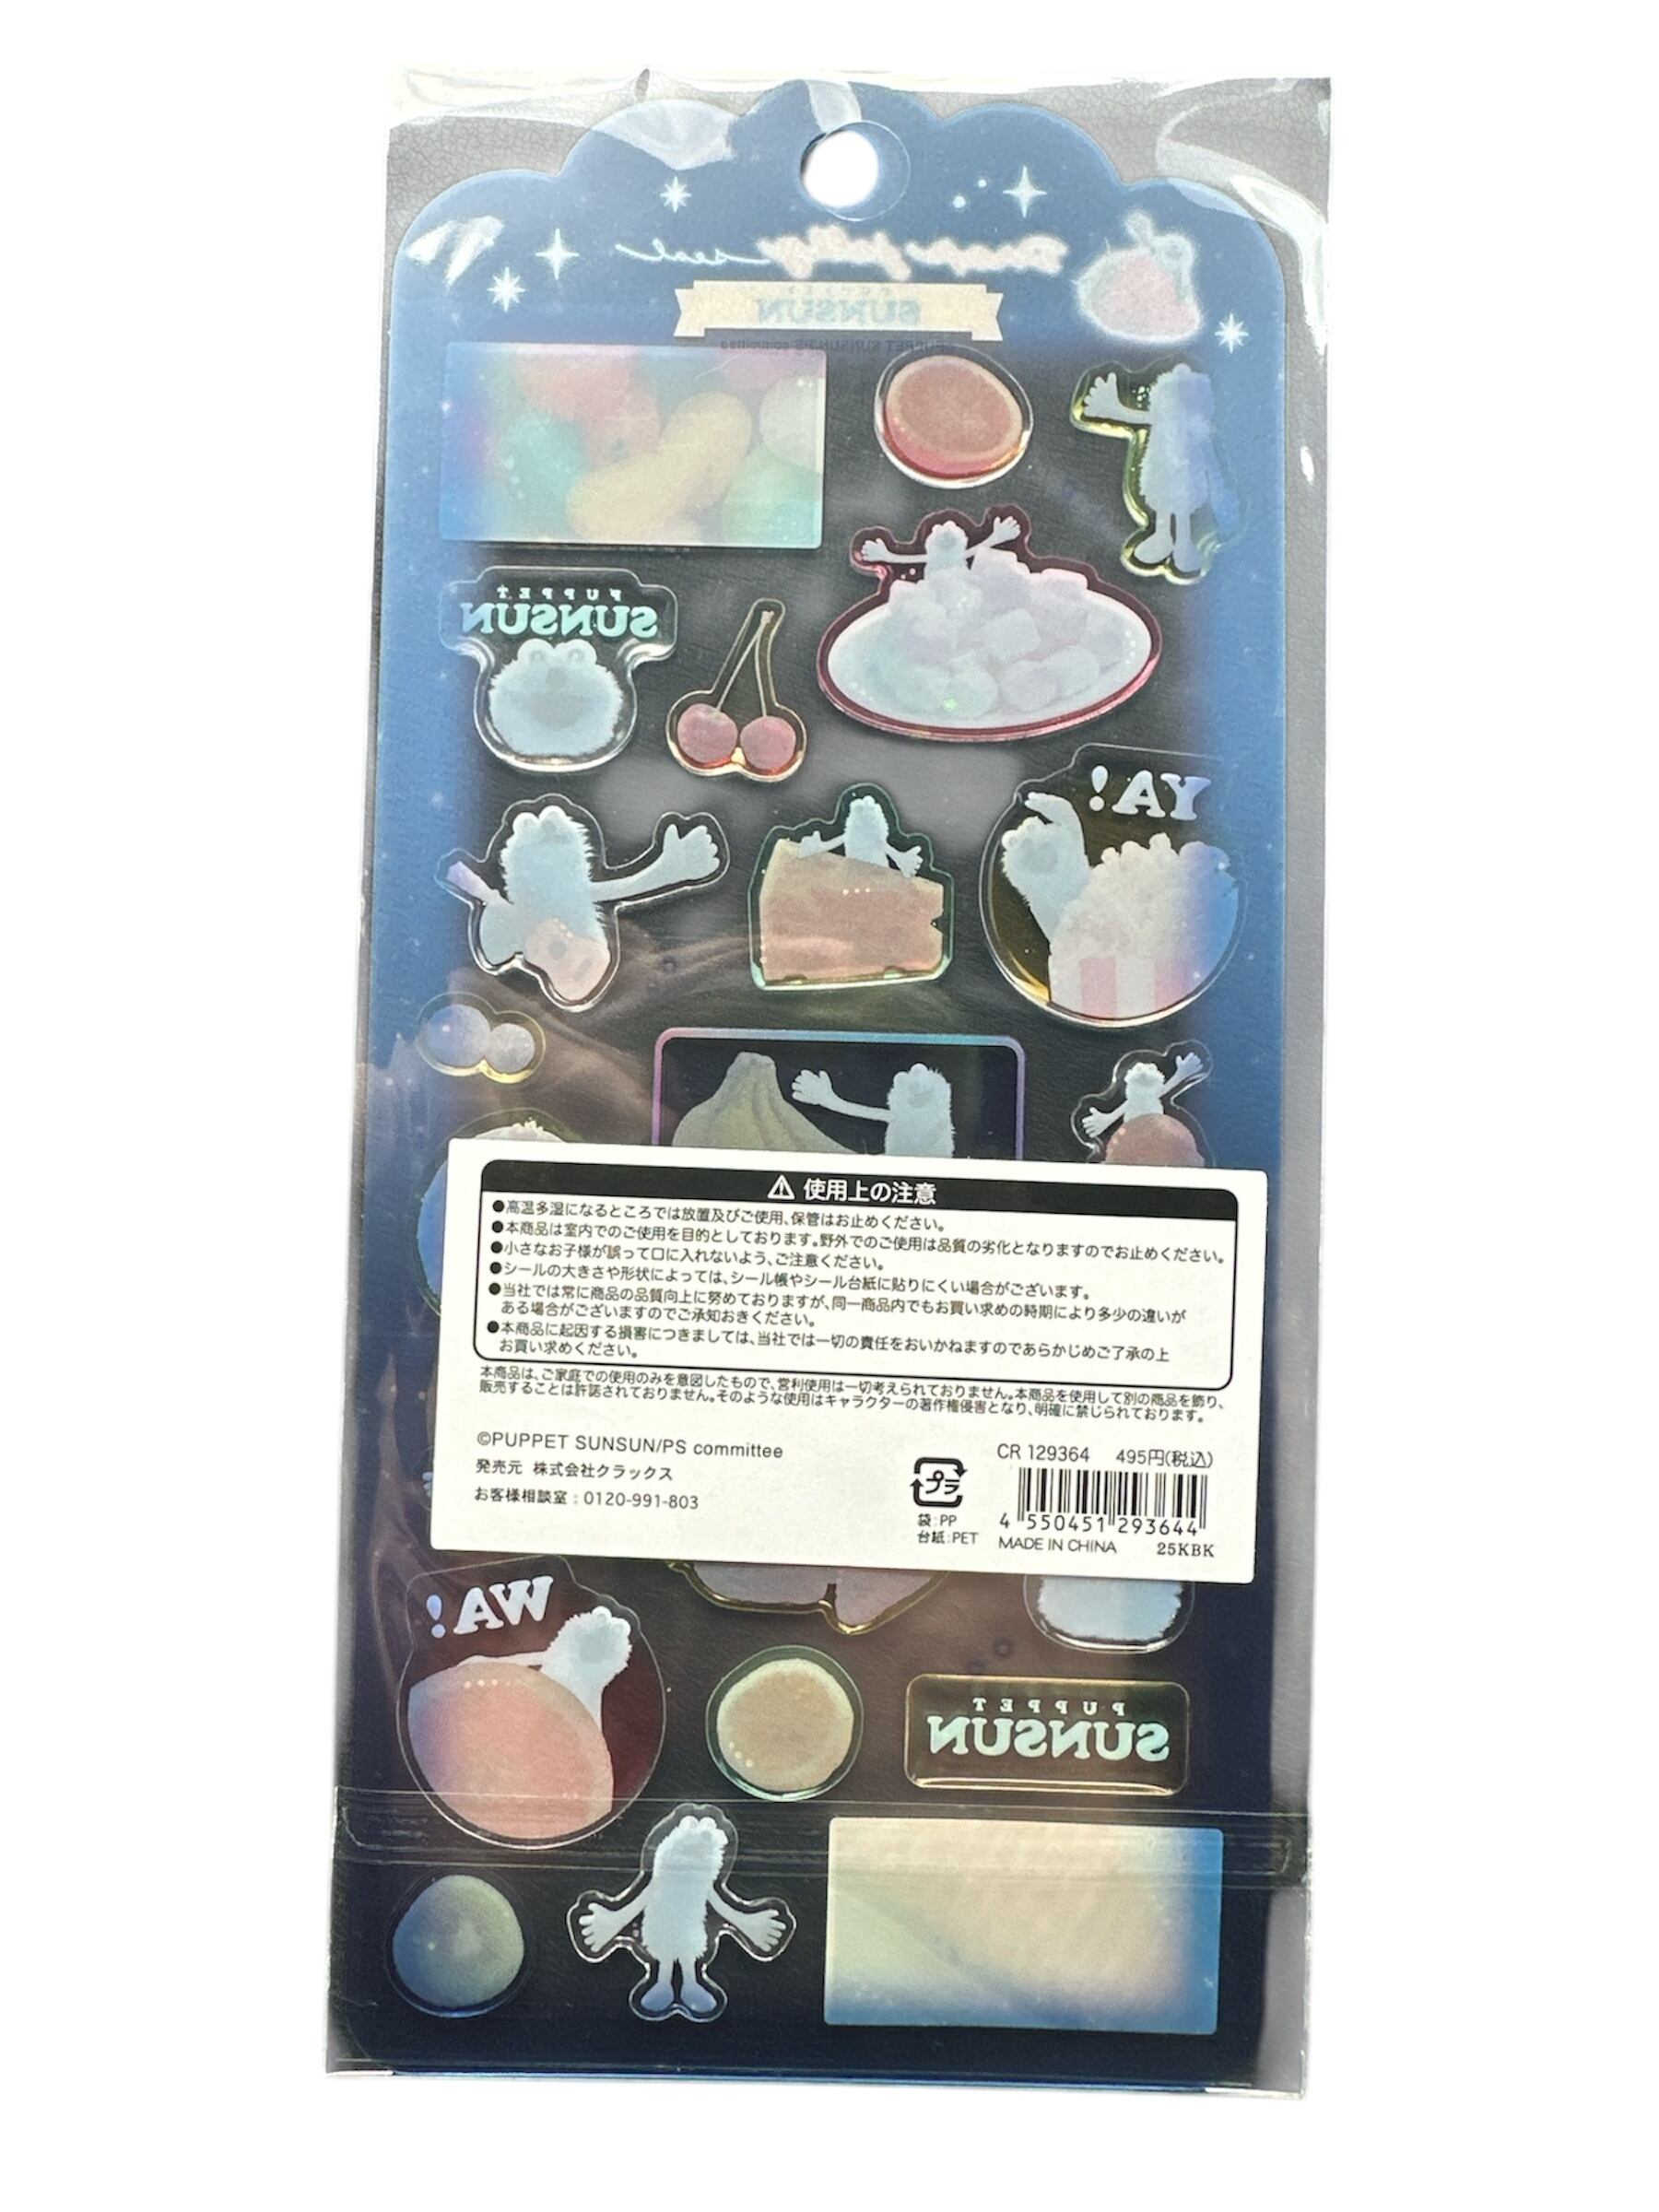 seal
SUNSUN
PUPPET SUNSUN/PS committee
PUPPET
SUNSUN
YA!
⚠ 使用上の注意
●高温多湿になるところでは放置及びご使用、保管はお止めください。
●本商品は室内でのご使用を目的としております。野外でのご使用は品質の劣化となりますのでお止めください。
●小さなお子様が誤って口に入れないよう、ご注意ください。
●シールの大きさや形状によっては、シール帳やシール台紙に貼りにくい場合がございます。
●当社では常に商品の品質向上に努めておりますが、同一商品内でもお買い求めの時期により多少の違いが
ある場合がございますのでご承知おきください。
●本商品に起因する損害につきましては、当社では一切の責任をおいかねますのであらかじめご了承の上
お買い求めください。
本商品は、ご家庭での使用のみを意図したもので、営利使用は一切考えられておりません。本商品を使用して別の商品を飾り、
販売することは許諾されておりません。そのような使用はキャラクターの著作権侵害となり、明確に禁じられております。
©PUPPET SUNSUN/PS committee
発売元 株式会社クラックス
お客様相談室：0120-991-803
プラ
袋:PP
台紙:PET
CR 129364 495円(税込)
4 550451 293644
MADE IN CHINA 25KBK
WA!
PUPPET
SUNSUN